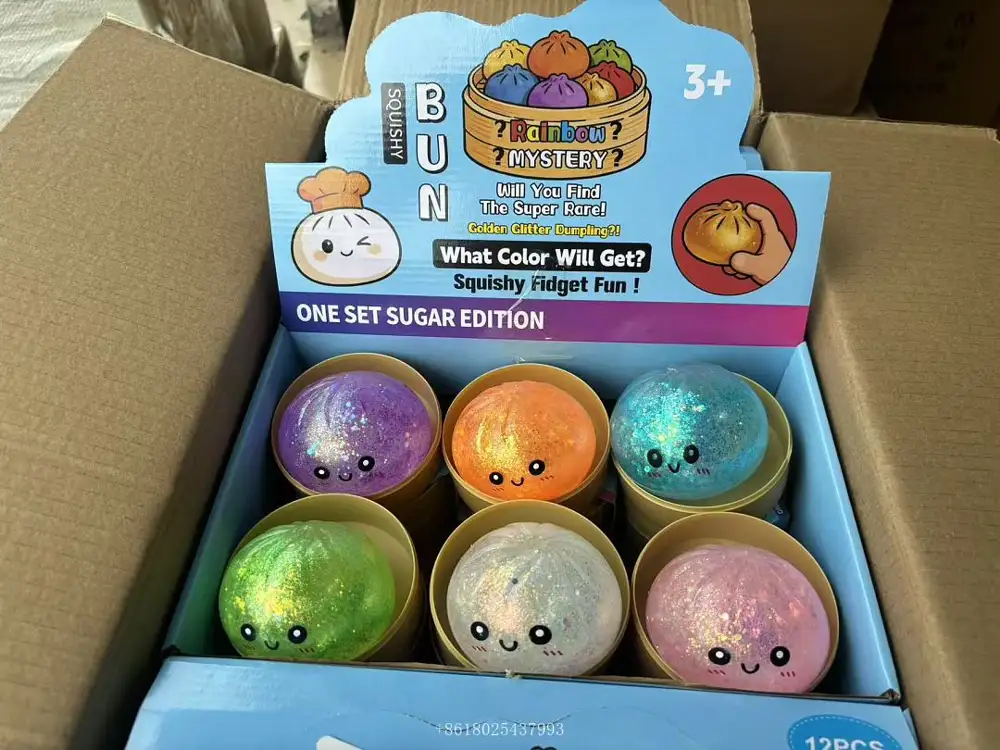 SQUISHY
BUN
?Rainbow?
?MYSTERY?
3+
Will You Find
The Super Rare!
Golden Glitter Dumpling?!
What Color Will Get?
Squishy Fidget Fun !
ONE SET SUGAR EDITION
+8618025437993
12PCS